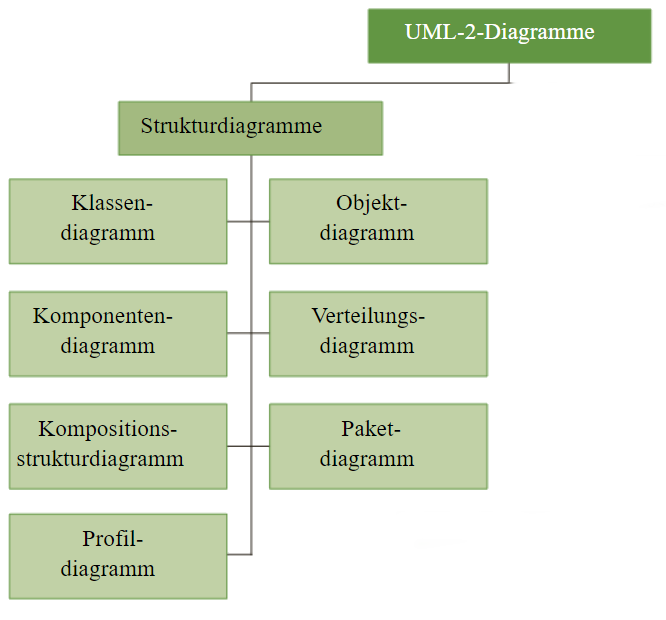 UML-2-Diagramme
Strukturdiagramme
Klassen-
diagramm
Objekt-
diagramm
Komponenten-
diagramm
Verteilungs-
diagramm
Kompositions-
strukturdiagramm
Paket-
diagramm
Profil-
diagramm